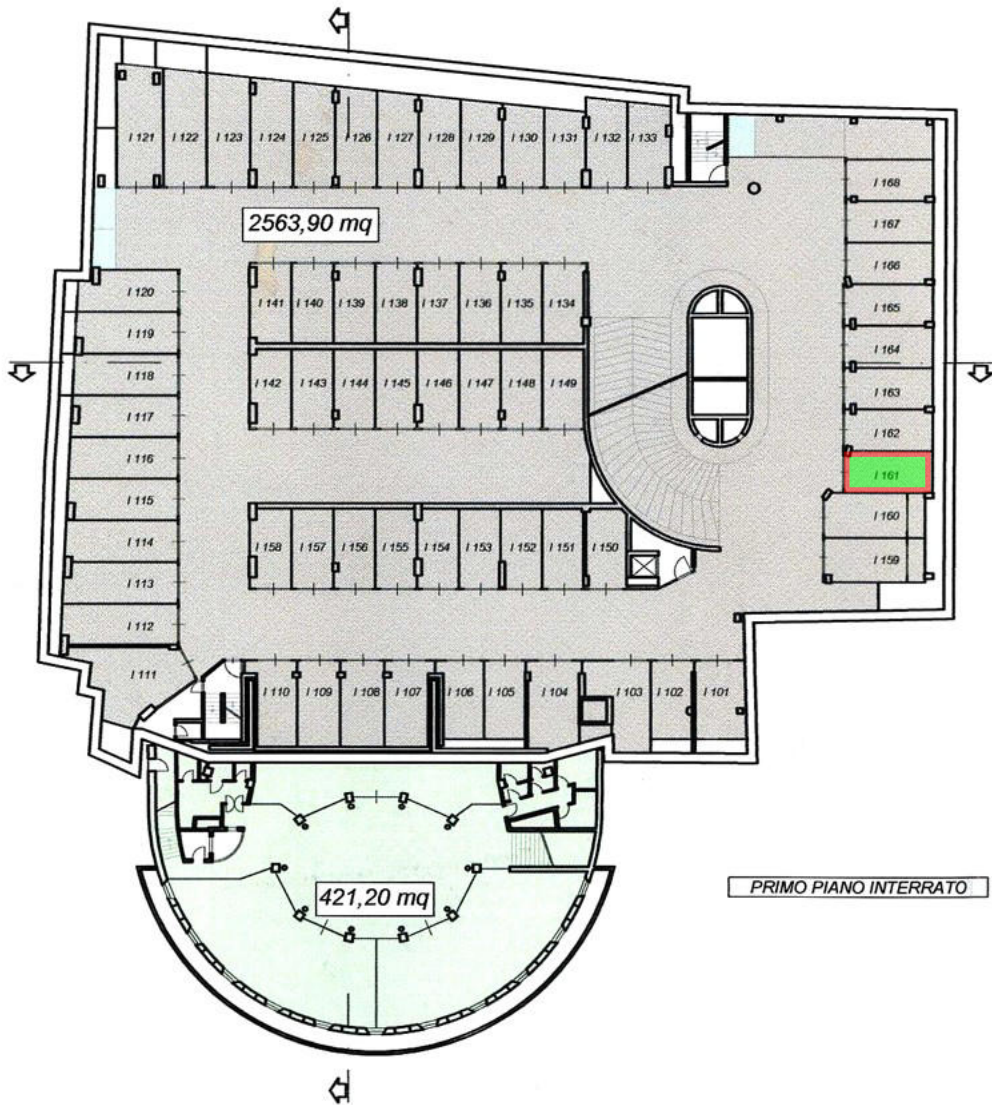 I 121 I 122 I 123 I 124 I 125 I 126 I 127 I 128 I 129 I 130 I 131 I 132 I 133
I 168
I 167
2563,90 mq
I 166
I 120
I 141 I 140 I 139 I 138 I 137 I 136 I 135 I 134
I 165
I 119
I 164
I 118
I 142 I 143 I 144 I 145 I 146 I 147 I 148 I 149
I 163
I 117
I 162
I 116
I 161
I 115
I 160
I 114
I 158 I 157 I 156 I 155 I 154 I 153 I 152 I 151 I 150
I 159
I 113
I 112
I 111
I 110 I 109 I 108 I 107 I 106 I 105 I 104 I 103 I 102 I 101
PRIMO PIANO INTERRATO
421,20 mq